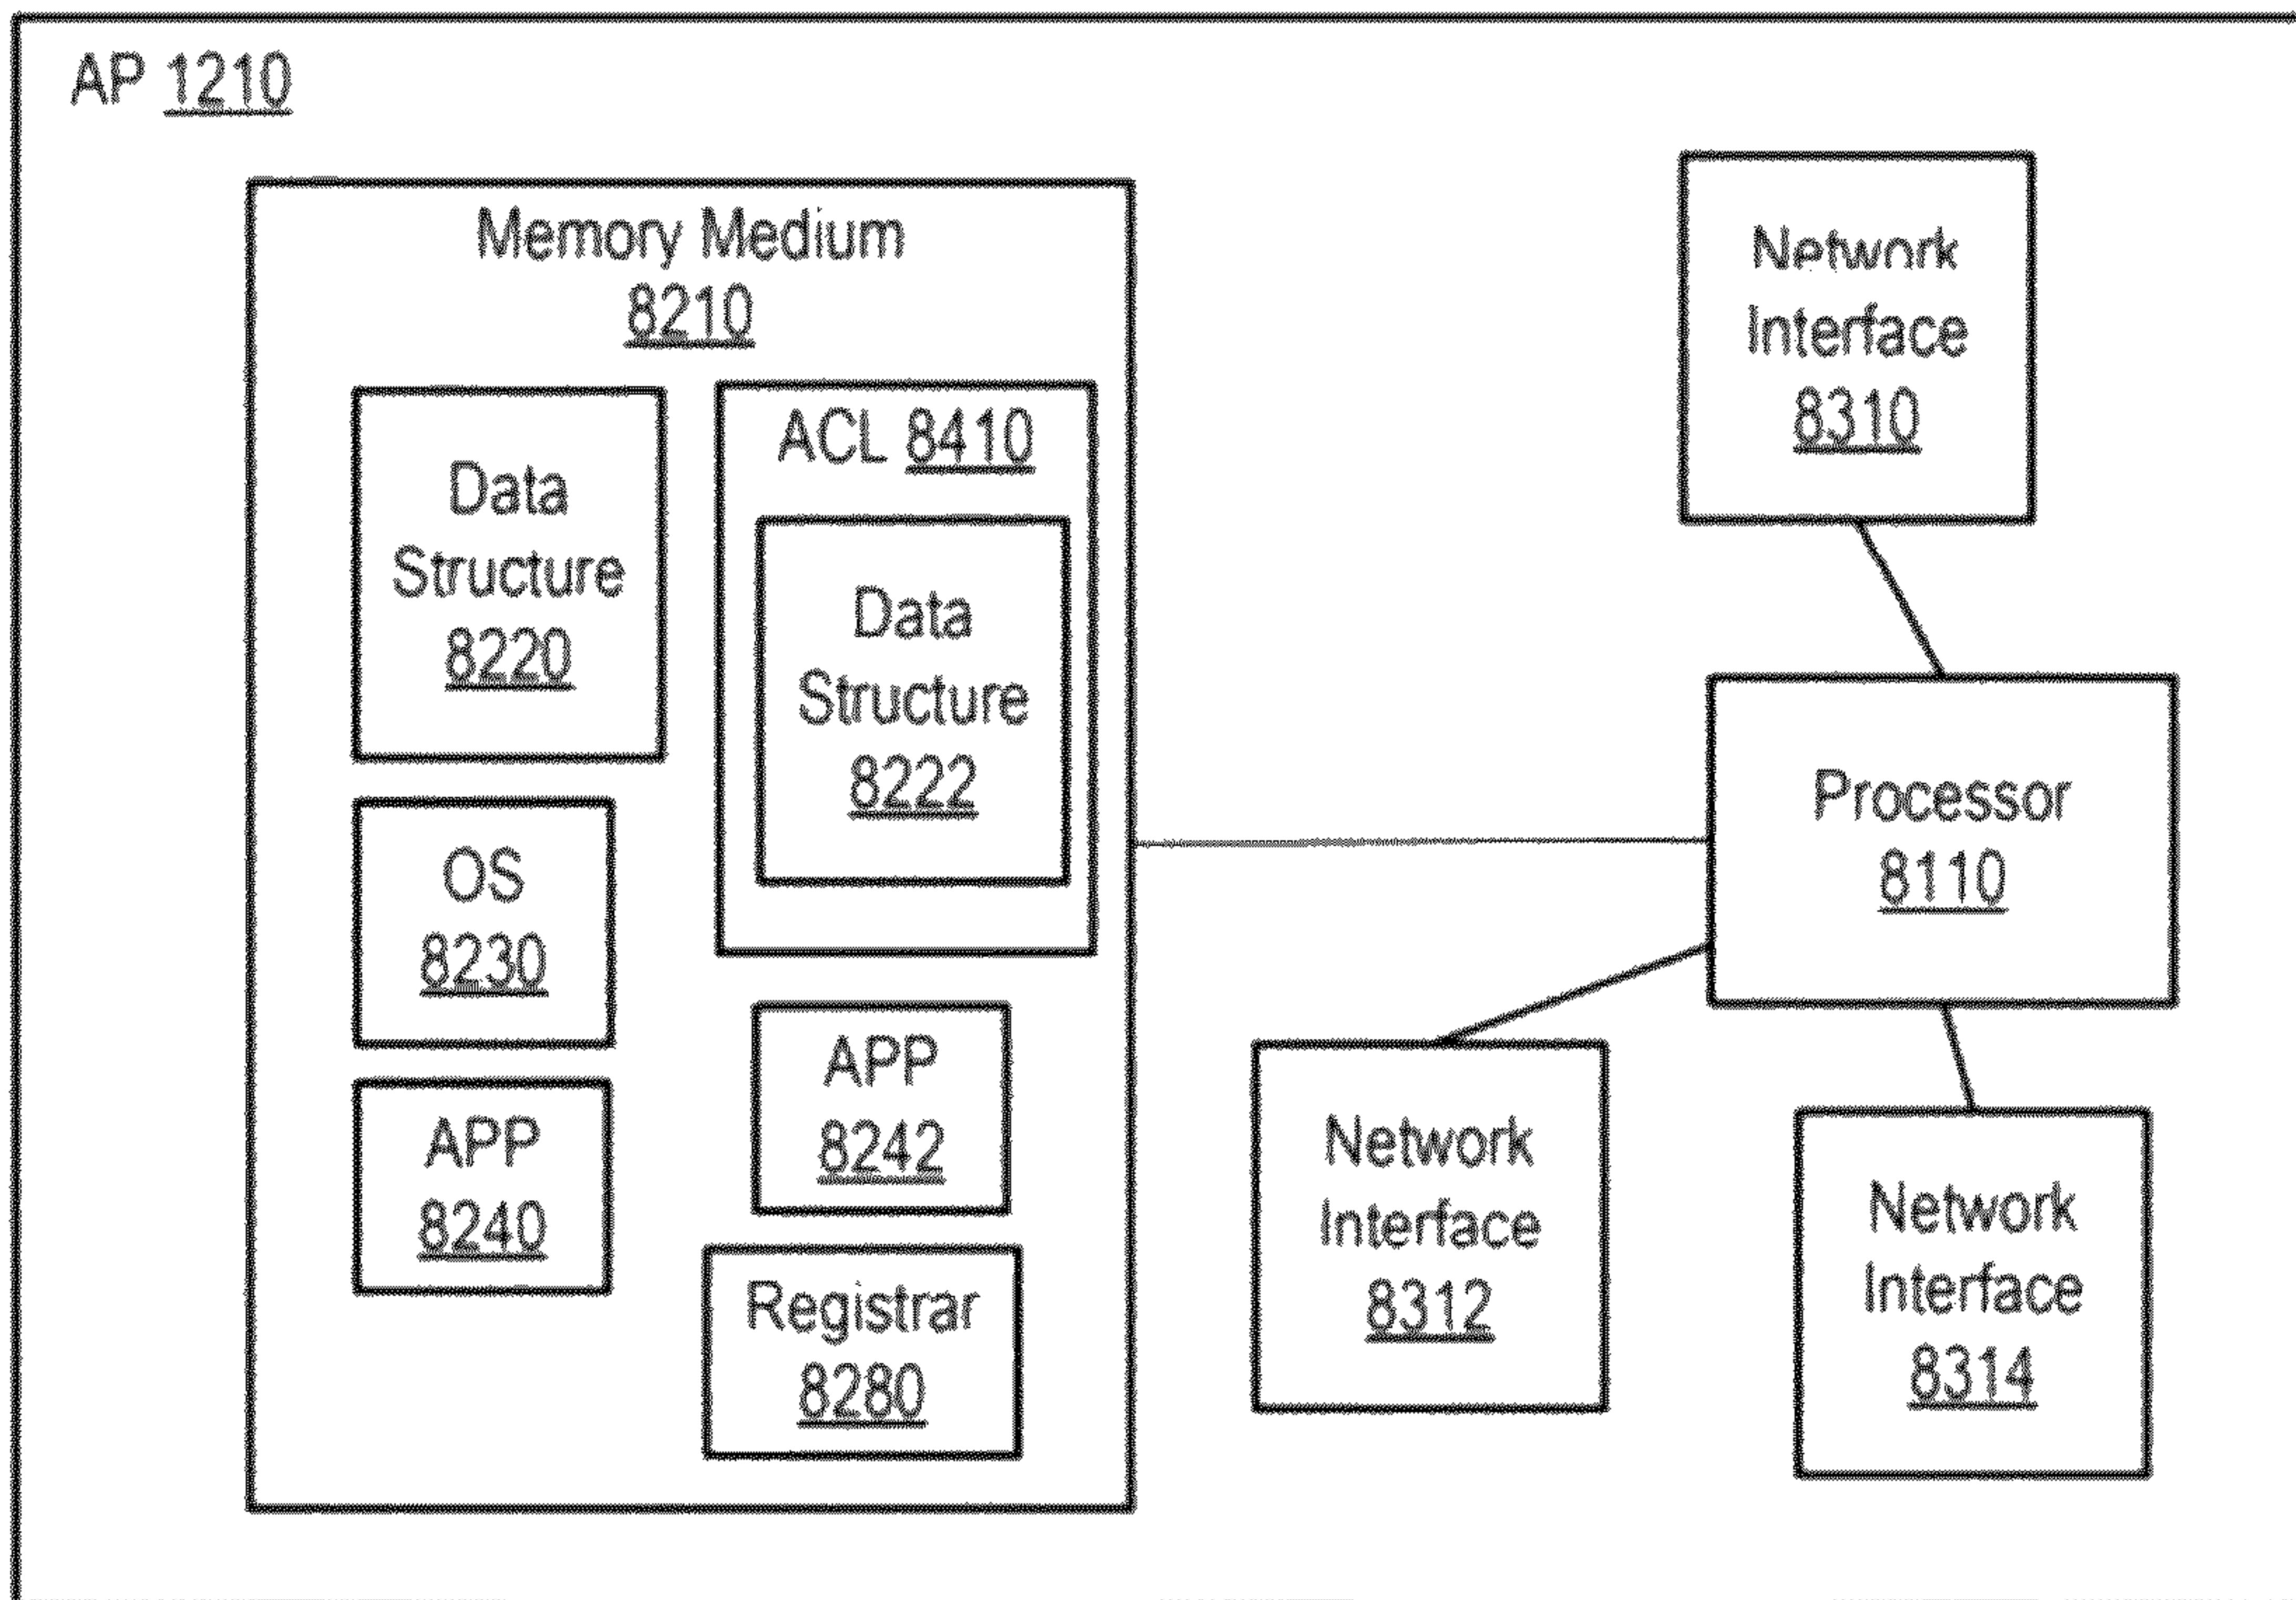 AP 1210
Memory Medium
8210
Data
Structure
8220
ACL 8410
Data
Structure
8222
OS
8230
APP
8240
APP
8242
Registrar
8280
Network
Interface
8310
Processor
8110
Network
Interface
8312
Network
Interface
8314